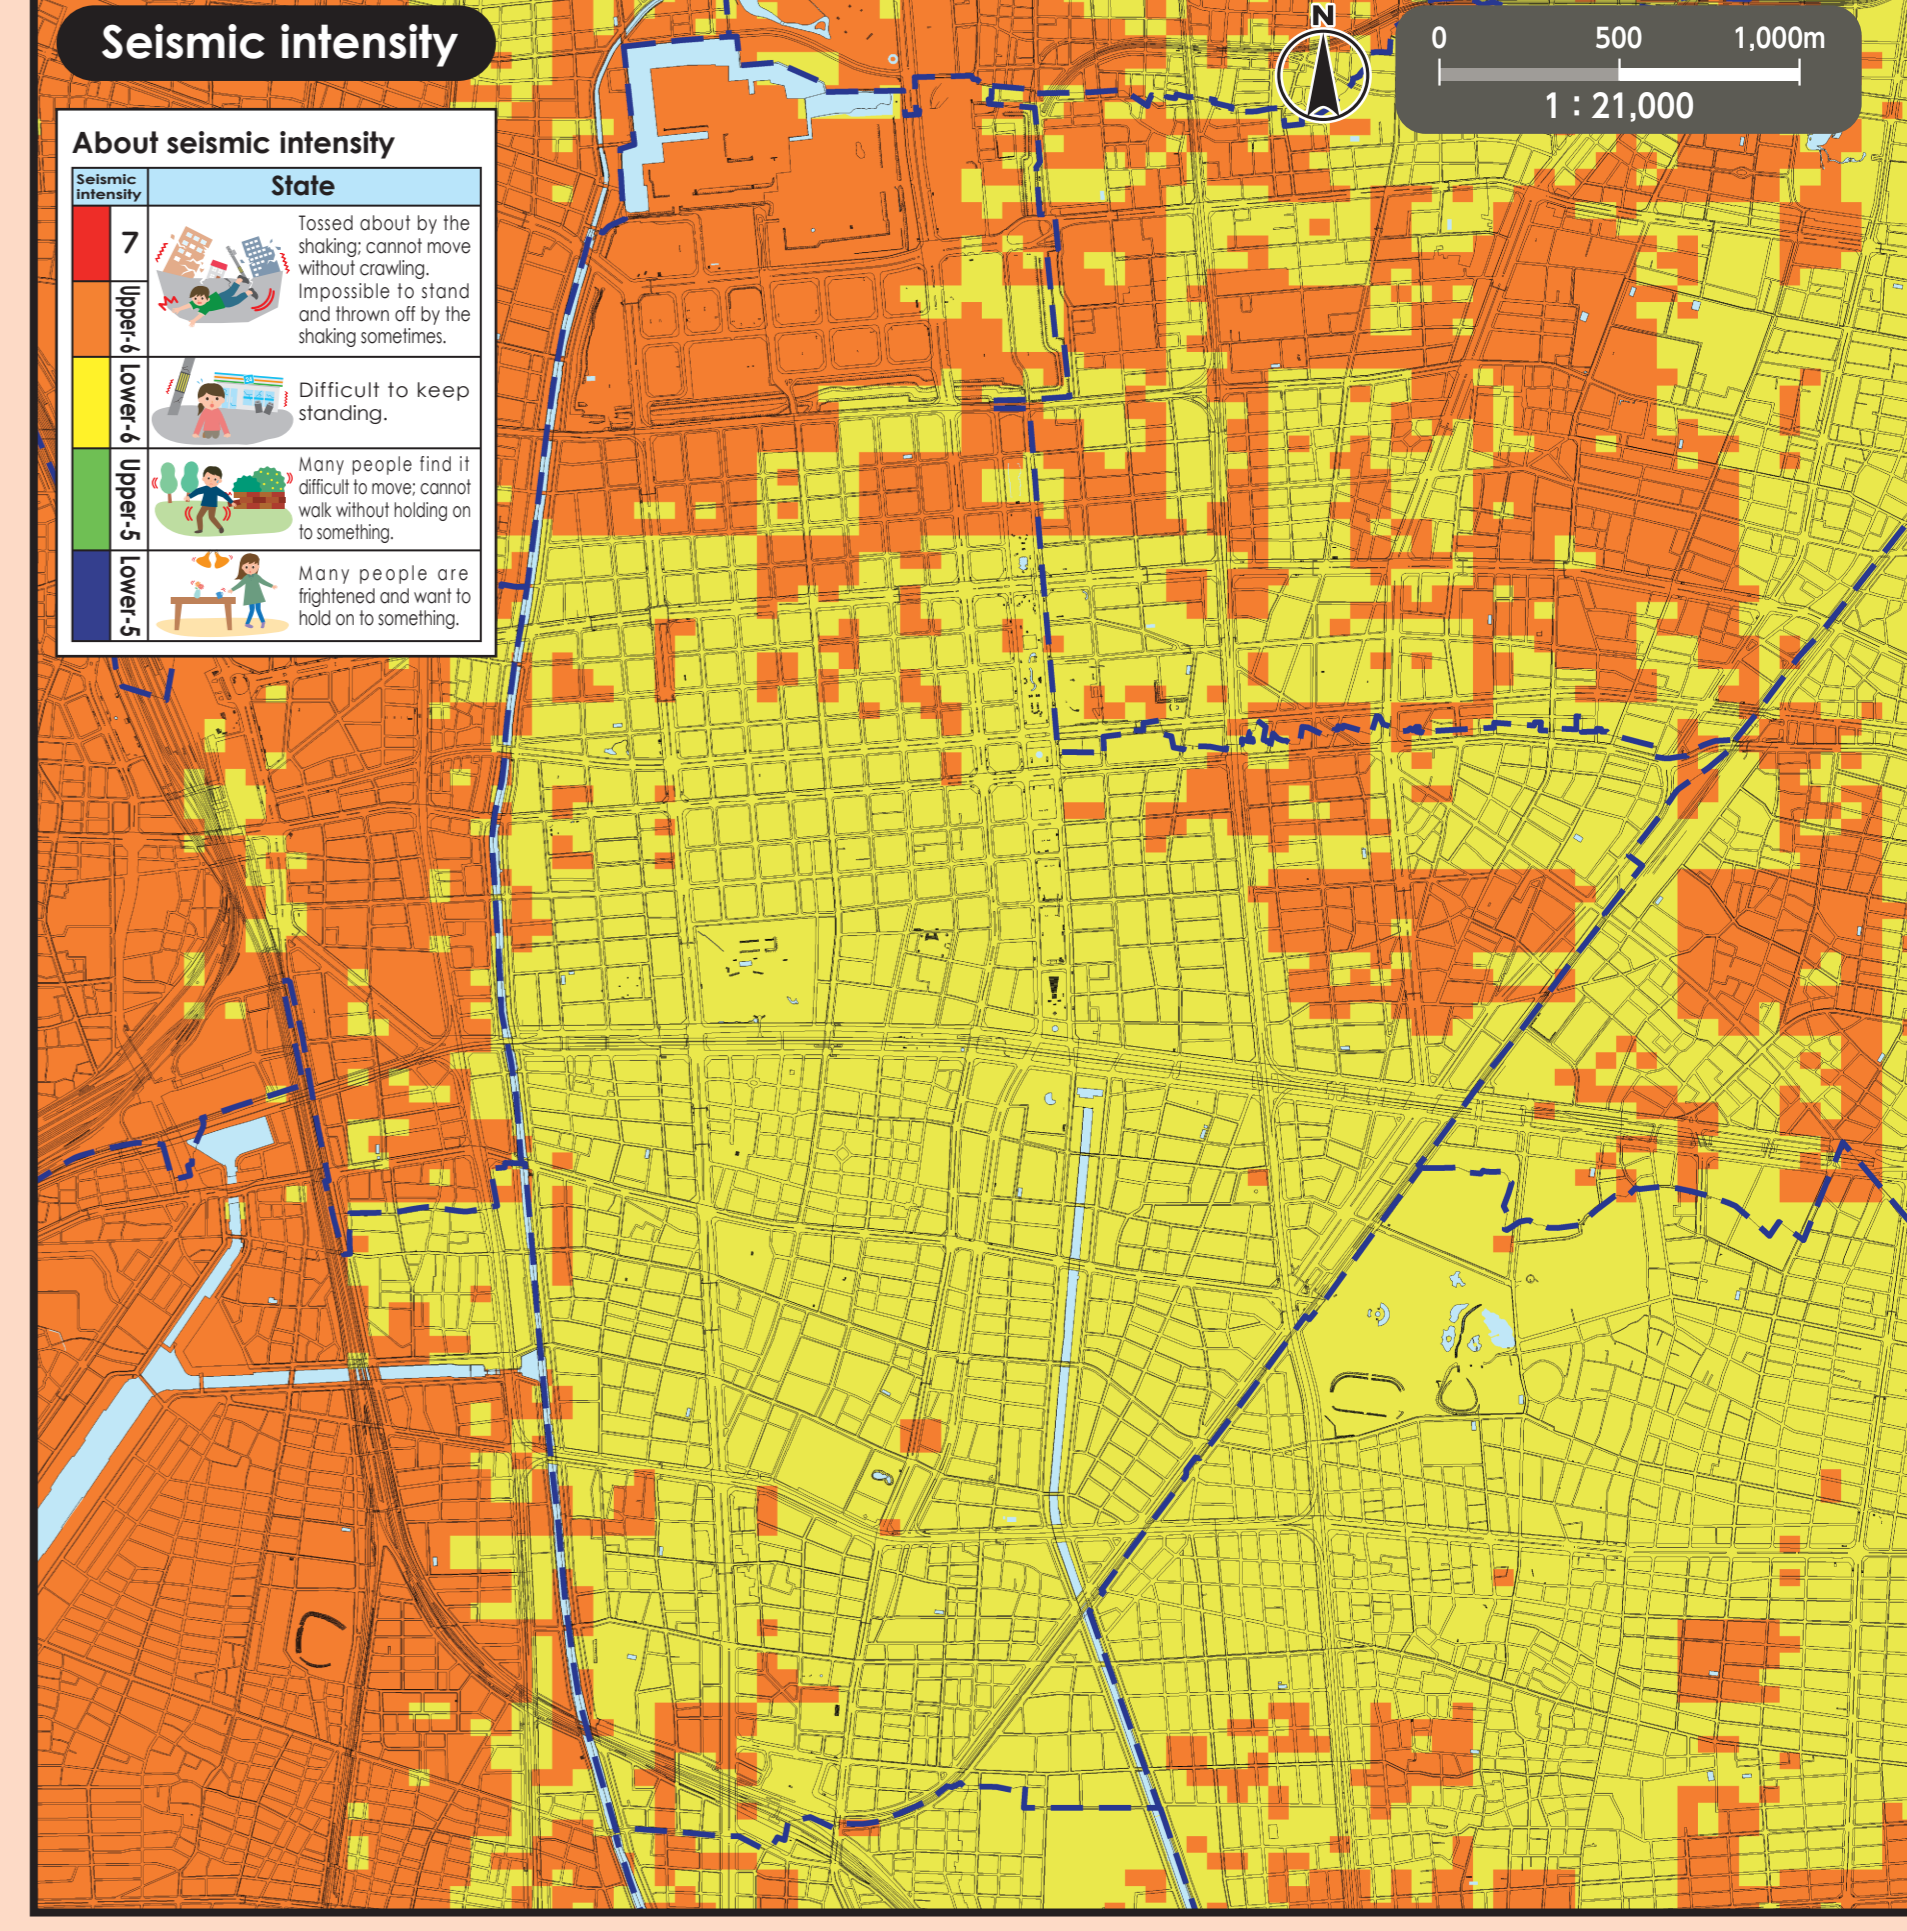 Seismic intensity
N
0 500 1,000m
1 : 21,000
About seismic intensity
Seismic
intensity
State
7
Upper-6
Tossed about by the
shaking; cannot move
without crawling.
Impossible to stand
and thrown off by the
shaking sometimes.
Lower-6
Difficult to keep
standing.
Upper-5
Many people find it
difficult to move; cannot
walk without holding on
to something.
Lower-5
Many people are
frightened and want to
hold on to something.